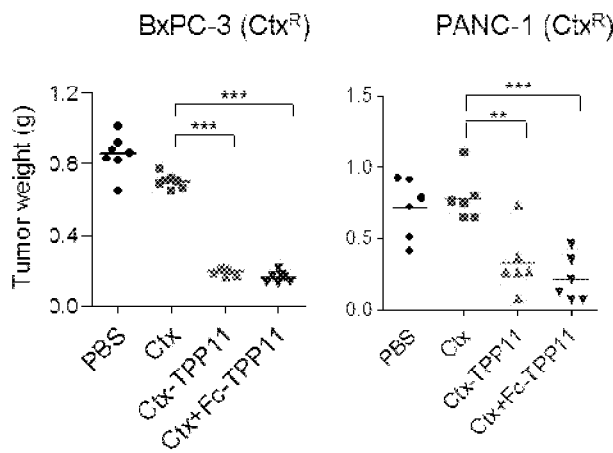 BxPC-3 (Ctx^R)
PANC-1 (Ctx^R)
Tumor weight (g)
1.2
0.8
0.2
0.0
***
***
PBS
Ctx
Ctx-TPP11
Ctx+Fc-TPP11
1.5
1.0
0.5
0.0
***
**
PBS
Ctx
Ctx-TPP11
Ctx+Fc-TPP11